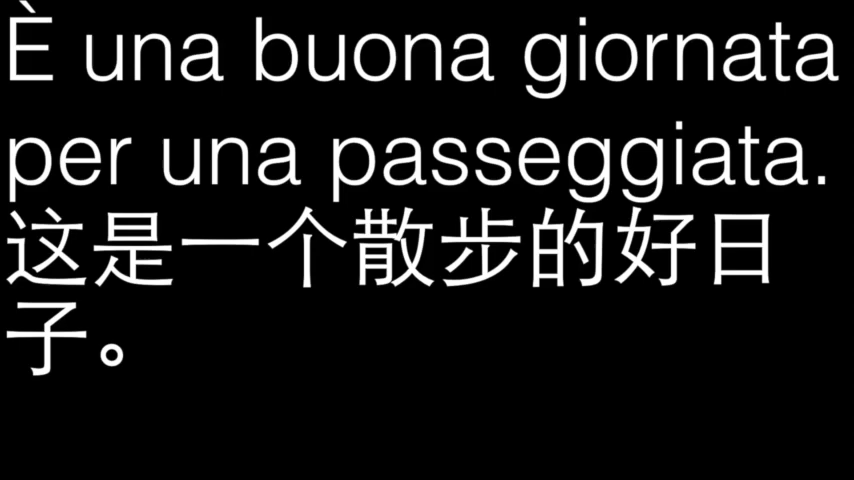 È una buona giornata
per una passeggiata.
这是一个散步的好日
子。